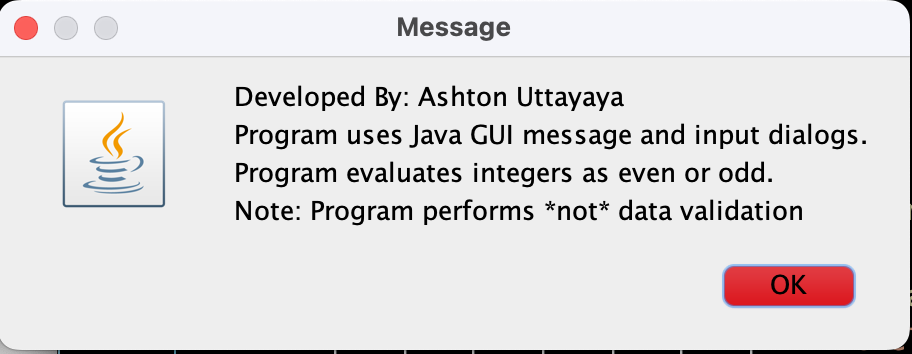 Message
Developed By: Ashton Uttayaya
Program uses Java GUI message and input dialogs.
Program evaluates integers as even or odd.
Note: Program performs *not* data validation
OK